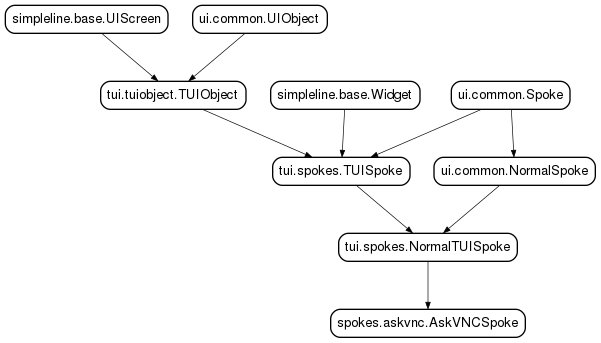 simpleline.base.UIScreen
ui.common.UIObject
tui.tuiobject.TUIObject
simpleline.base.Widget
ui.common.Spoke
tui.spokes.TUISpoke
ui.common.NormalSpoke
tui.spokes.NormalTUISpoke
spokes.askvnc.AskVNCSpoke